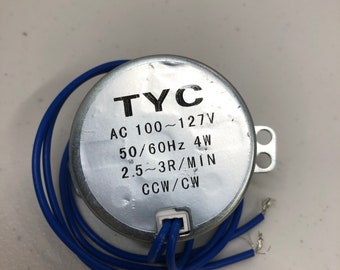 TYC
AC 100~127V
50/60Hz 4W
2.5~3R/MIN
CCW/CW